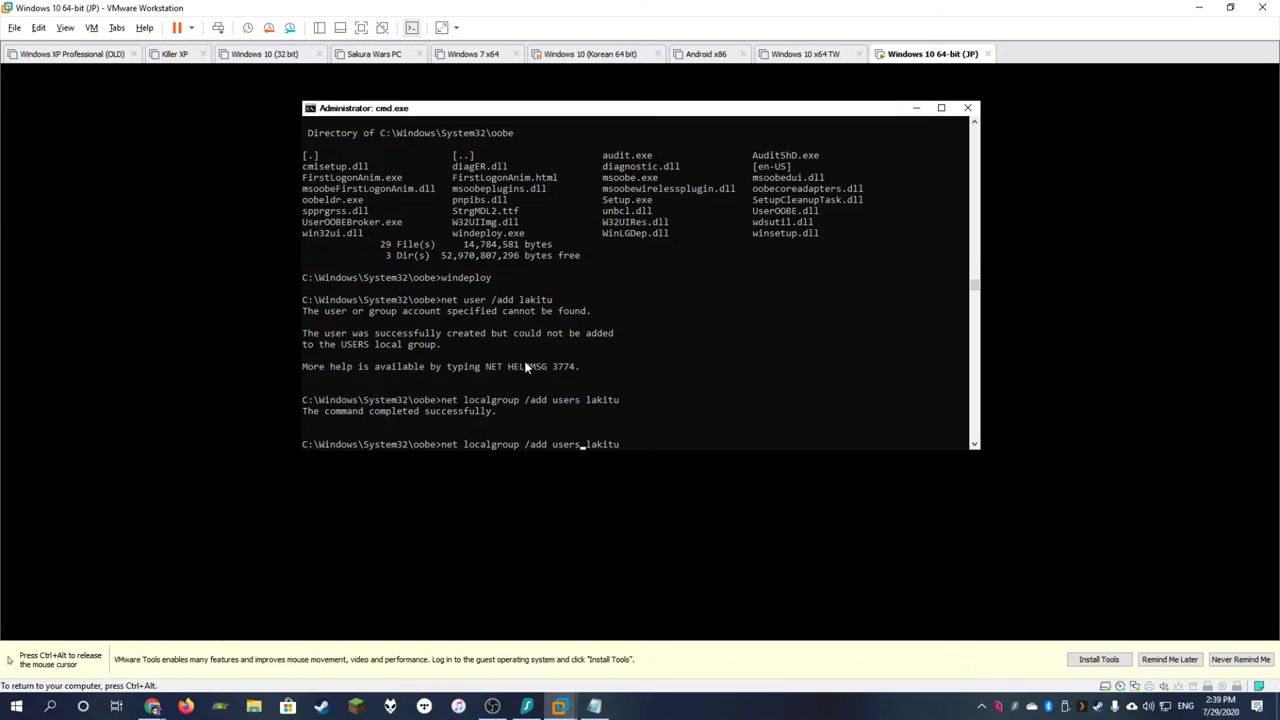 Windows 10 64-bit (JP) - VMware Workstation
File Edit View VM Tabs Help
Windows XP Professional (OLD) Killer XP Windows 10 (32 bit) Sakura Wars PC Windows 7 x64 Windows 10 (Korean 64 bit) Android x86 Windows 10 x64 TW Windows 10 64-bit (JP)
Administrator: cmd.exe
Directory of C:\Windows\System32\oobe
[.] [..] audit.exe AuditShD.exe
cmisetup.dll diagER.dll diagnostic.dll [en-US]
FirstLogonAnim.exe FirstLogonAnim.html msoobe.exe msoobedui.dll
msoobeFirstLogonAnim.dll msoobeplugins.dll msoobewirelessplugin.dll oobecoreadapters.dll
oobeldr.exe pnpibs.dll Setup.exe SetupCleanupTask.dll
spprgrss.dll StrgMDL2.ttf unbcl.dll UserOOBE.dll
UserOOBEBroker.exe W32UIImg.dll W32UIRes.dll wdsutil.dll
win32ui.dll windeploy.exe WinLGDep.dll winsetup.dll
29 File(s) 14,784,581 bytes
3 Dir(s) 52,970,807,296 bytes free
C:\Windows\System32\oobe>windeploy
C:\Windows\System32\oobe>net user /add lakitu
The user or group account specified cannot be found.
The user was successfully created but could not be added
to the USERS local group.
More help is available by typing NET HELPMSG 3774.
C:\Windows\System32\oobe>net localgroup /add users lakitu
The command completed successfully.
C:\Windows\System32\oobe>net localgroup /add users lakitu
Press Ctrl+Alt to release
the mouse cursor
VMware Tools enables many features and improves mouse movement, video and performance. Log in to the guest operating system and click "Install Tools".
Install Tools Remind Me Later Never Remind Me
To return to your computer, press Ctrl+Alt.
ENG
2:39 PM
7/29/2020